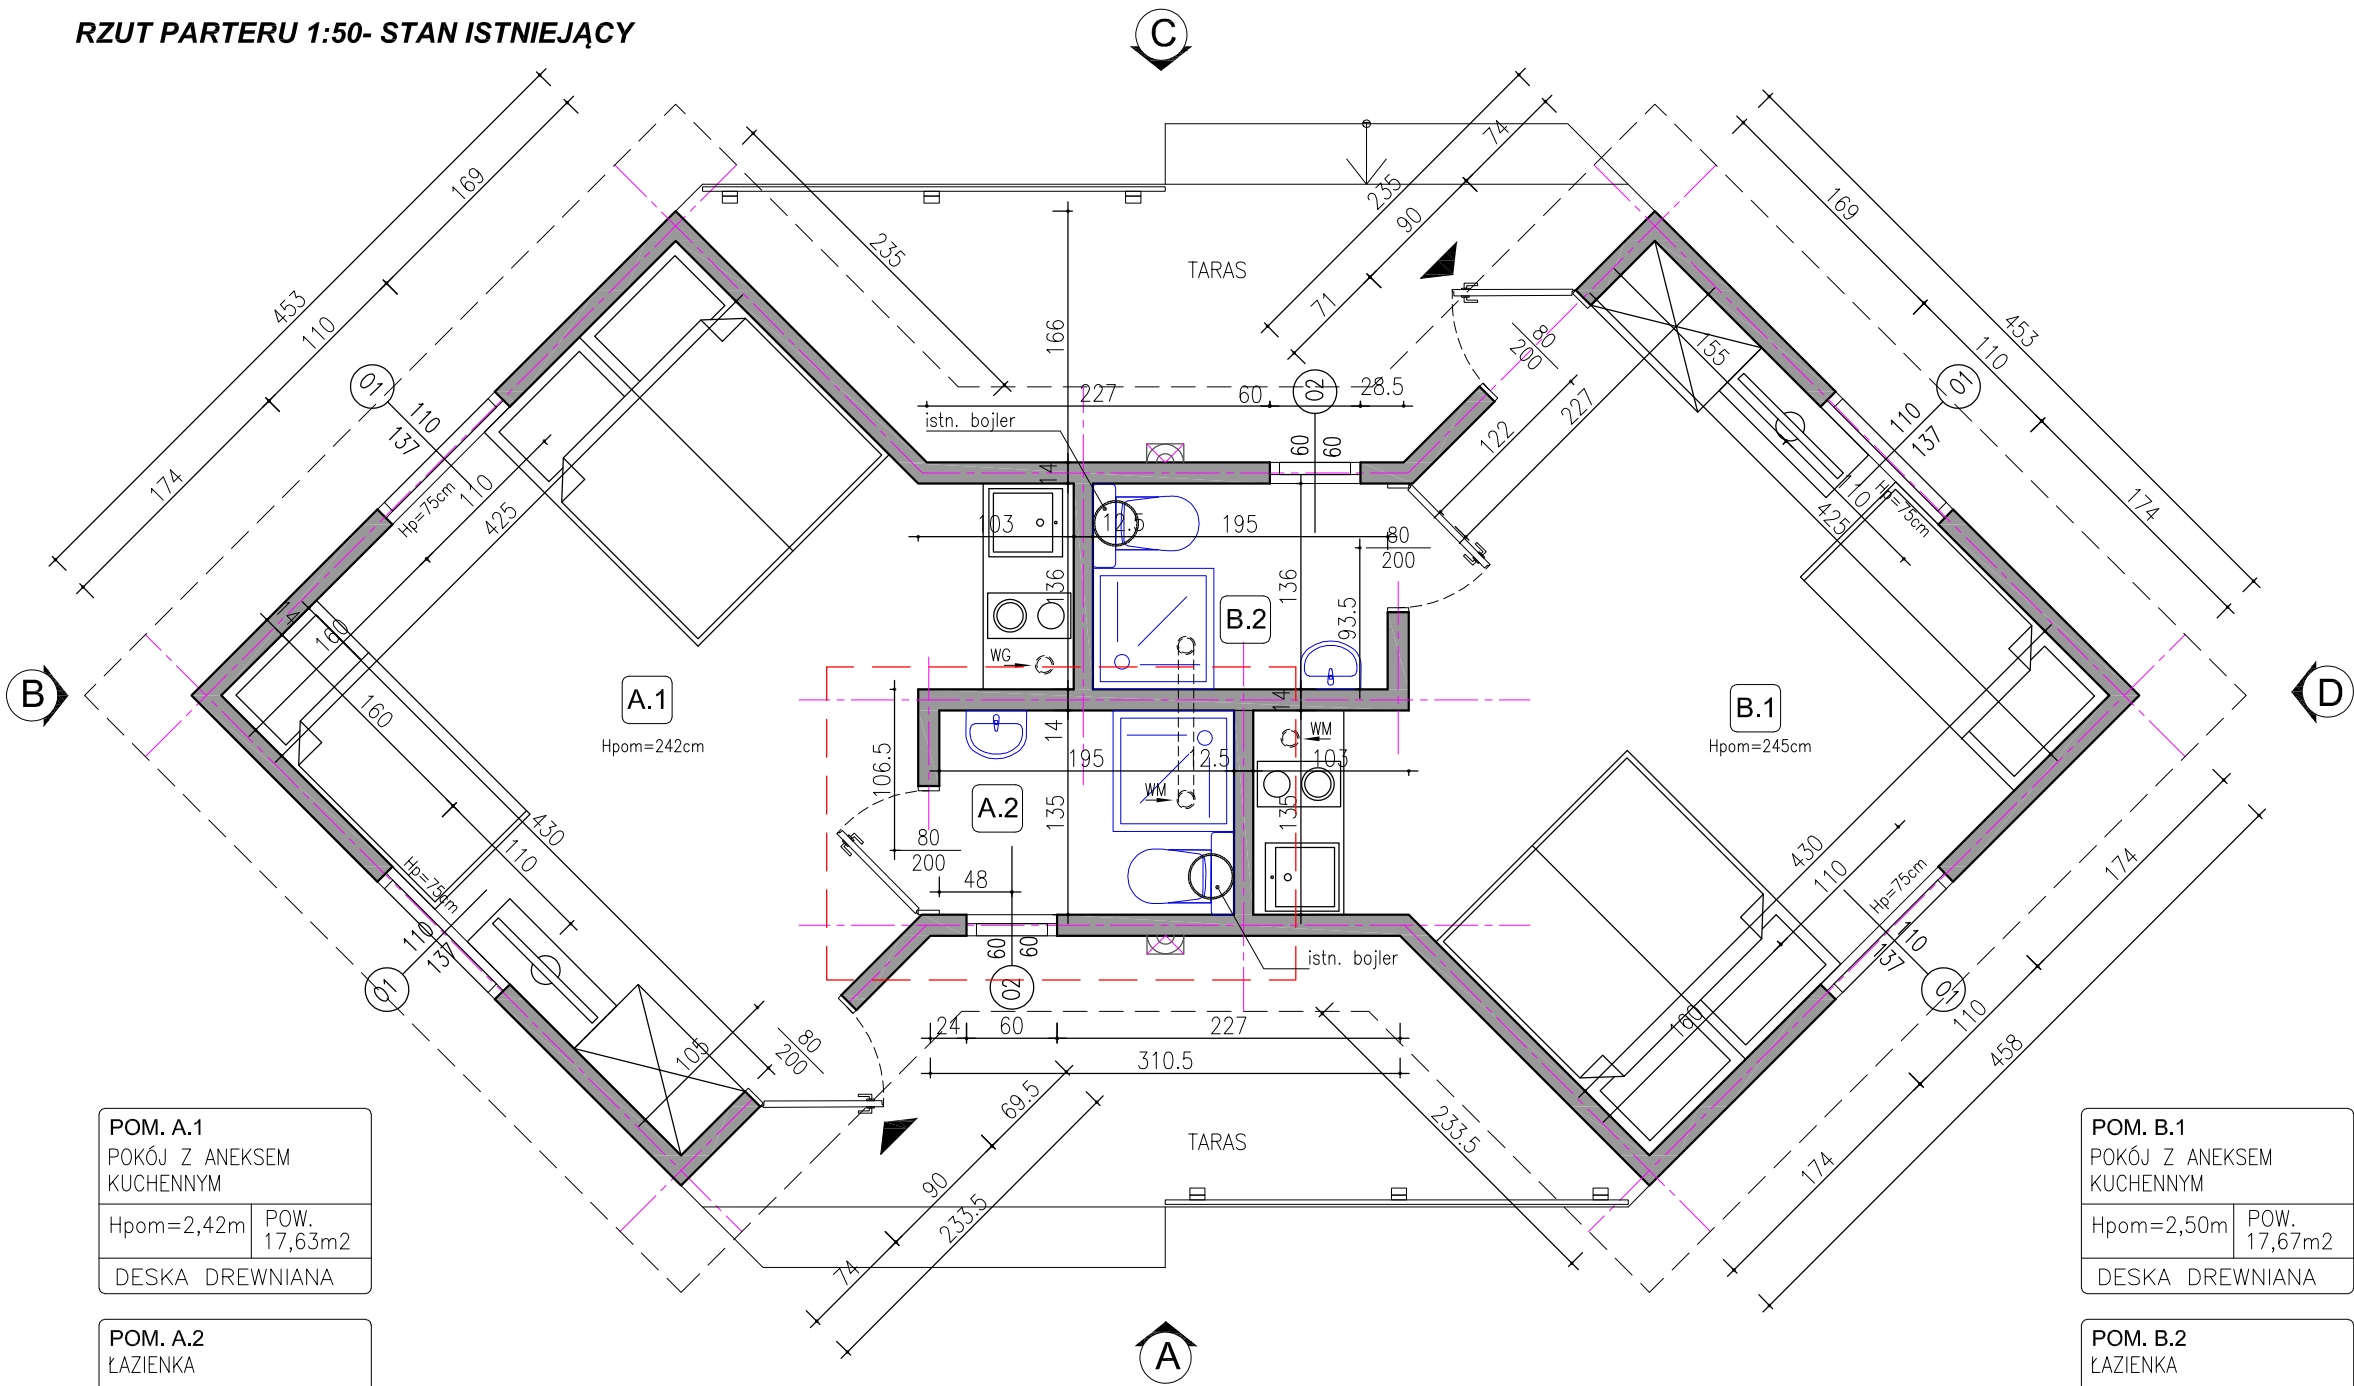 RZUT PARTERU 1:50- STAN ISTNIEJĄCY
C
B
D
A
453
169
110
174
235
235
74
90
71
453
169
110
174
TARAS
166
227
60
02
28.5
istn. bojler
60
60
14
80
200
155
122
227
01
110
137
Hp=75cm
110
425
01
110
137
Hp=75cm
110
425
103
12.5
195
80
200
136
136
93.5
B.2
WG
14
160
160
A.1
Hpom=242cm
B.1
Hpom=245cm
14
14
WM
106.5
195
12.5
103
WM
A.2
135
135
80
200
48
430
110
Hp=75cm
110
137
01
430
110
Hp=75cm
110
137
01
160
60
60
02
istn. bojler
24
60
227
310.5
105
80
200
69.5
90
74
233.5
TARAS
233.5
174
110
174
458
POM. A.1
POKÓJ Z ANEKSEM
KUCHENNYM
Hpom=2,42m
POW.
17,63m2
DESKA DREWNIANA
POM. A.2
ŁAZIENKA
POM. B.1
POKÓJ Z ANEKSEM
KUCHENNYM
Hpom=2,50m
POW.
17,67m2
DESKA DREWNIANA
POM. B.2
ŁAZIENKA